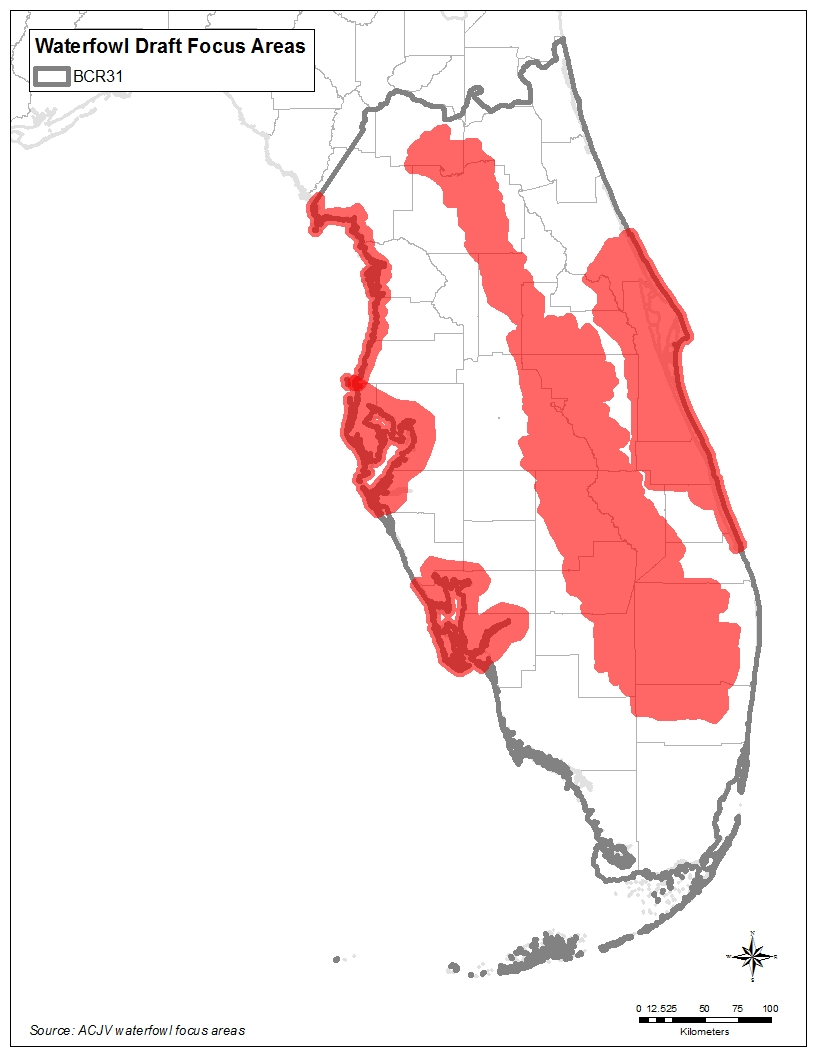 Waterfowl Draft Focus Areas
BCR31
N
W
E
S
0 12.525 50 75 100
Kilometers
Source: ACJV waterfowl focus areas